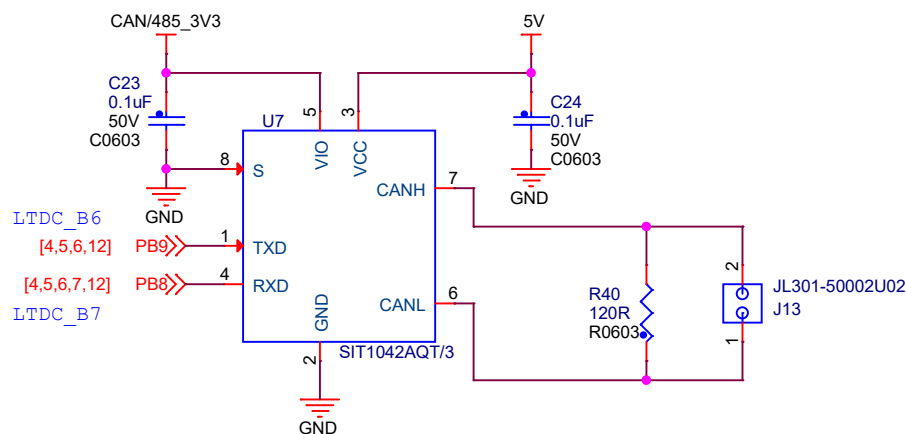 CAN/485_3V3
5V
C23
0.1uF
50V
C0603
C24
0.1uF
50V
C0603
U7
5
3
VIO
VCC
8
S
7
CANH
GND
GND
LTDC_B6
[4,5,6,12] PB9
1
TXD
[4,5,6,7,12] PB8
4
RXD
LTDC_B7
6
CANL
GND
2
SIT1042AQT/3
GND
R40
120R
R0603
2
JL301-50002U02
J13
1